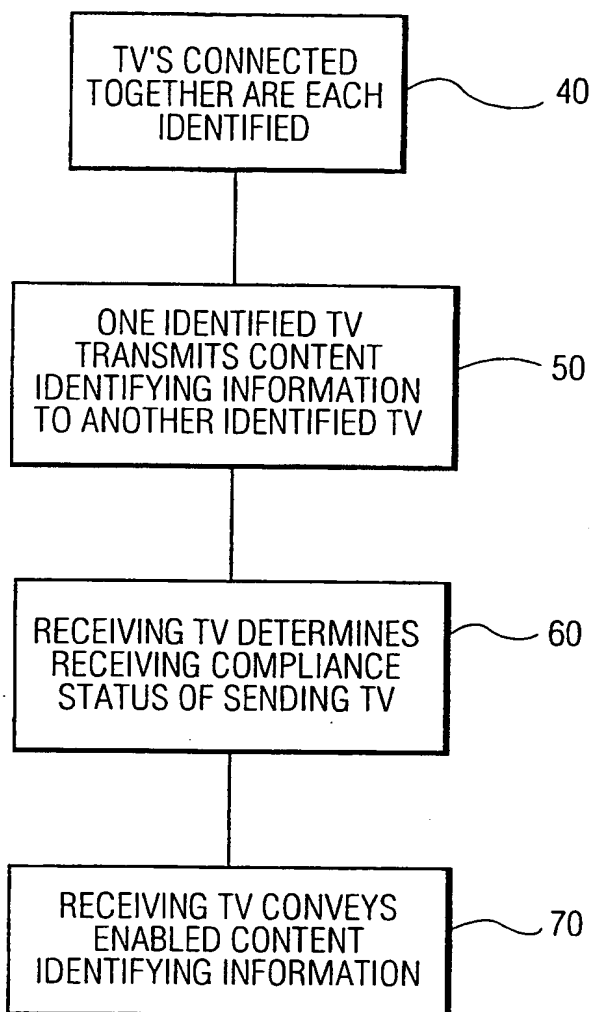 TV'S CONNECTED
TOGETHER ARE EACH
IDENTIFIED
40
ONE IDENTIFIED TV
TRANSMITS CONTENT
IDENTIFYING INFORMATION
TO ANOTHER IDENTIFIED TV
50
RECEIVING TV DETERMINES
RECEIVING COMPLIANCE
STATUS OF SENDING TV
60
RECEIVING TV CONVEYS
ENABLED CONTENT
IDENTIFYING INFORMATION
70